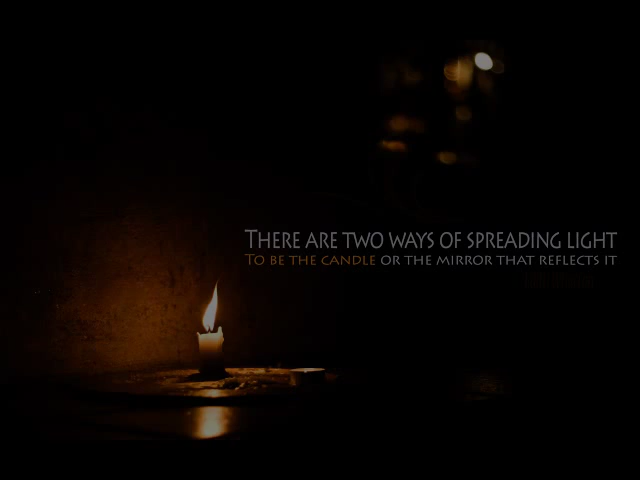 There are two ways of spreading light
To be the candle or the mirror that reflects it